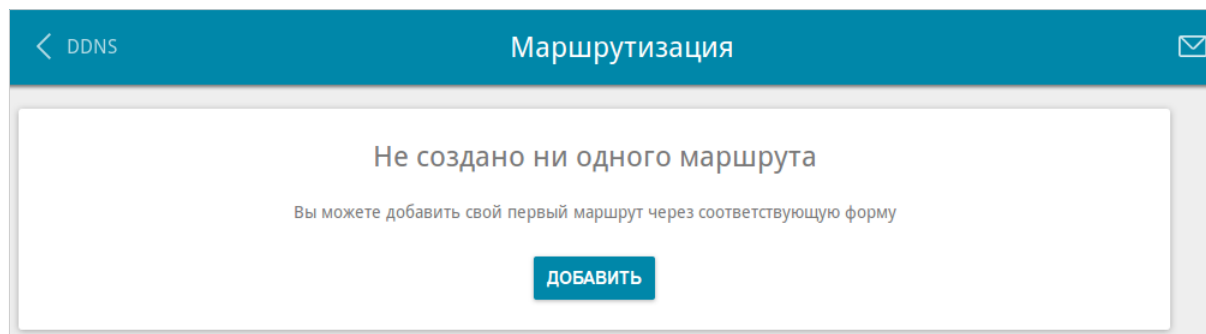 DDNS
Маршрутизация
Не создано ни одного маршрута
Вы можете добавить свой первый маршрут через соответствующую форму
ДОБАВИТЬ